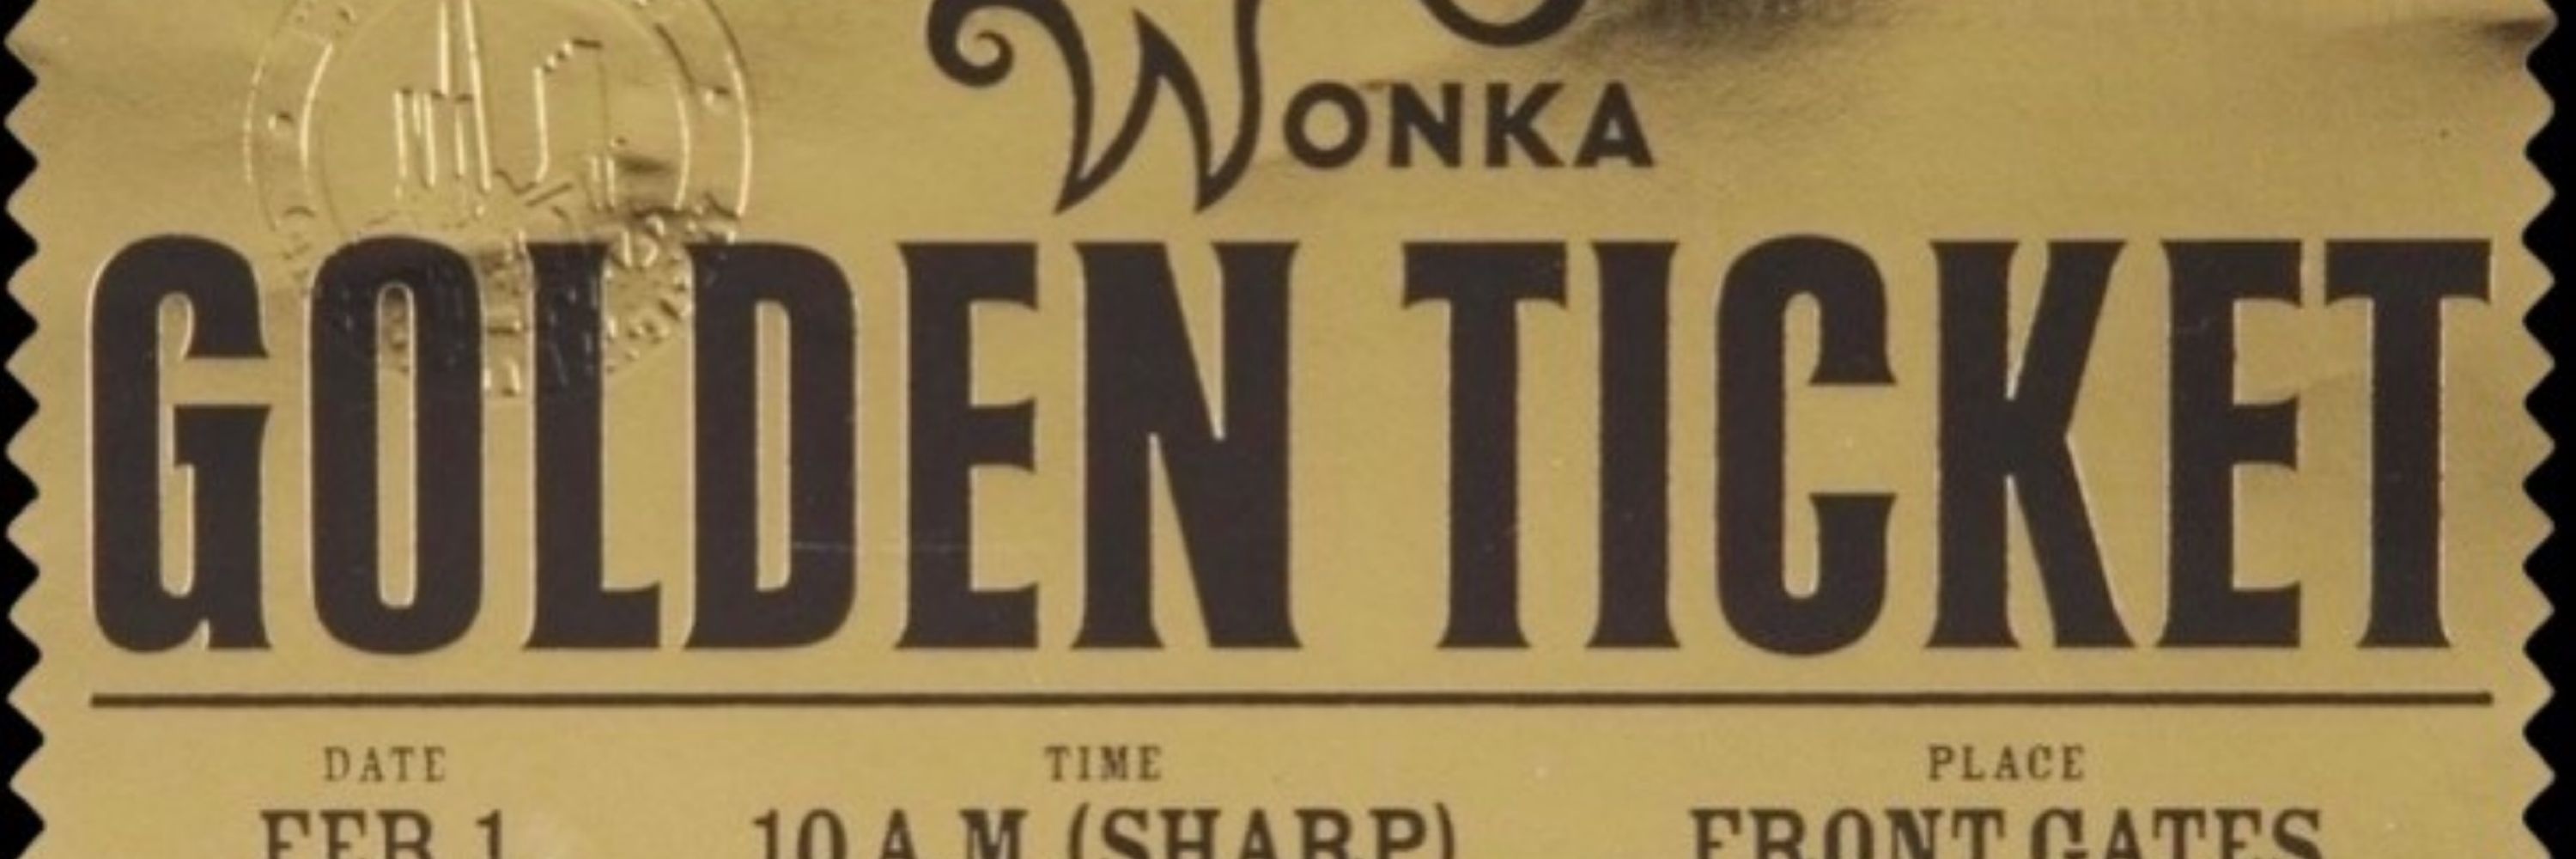 WONKA
GOLDEN TICKET
DATE TIME PLACE
FEB 1 10 A.M (SHARP) FRONT GATES